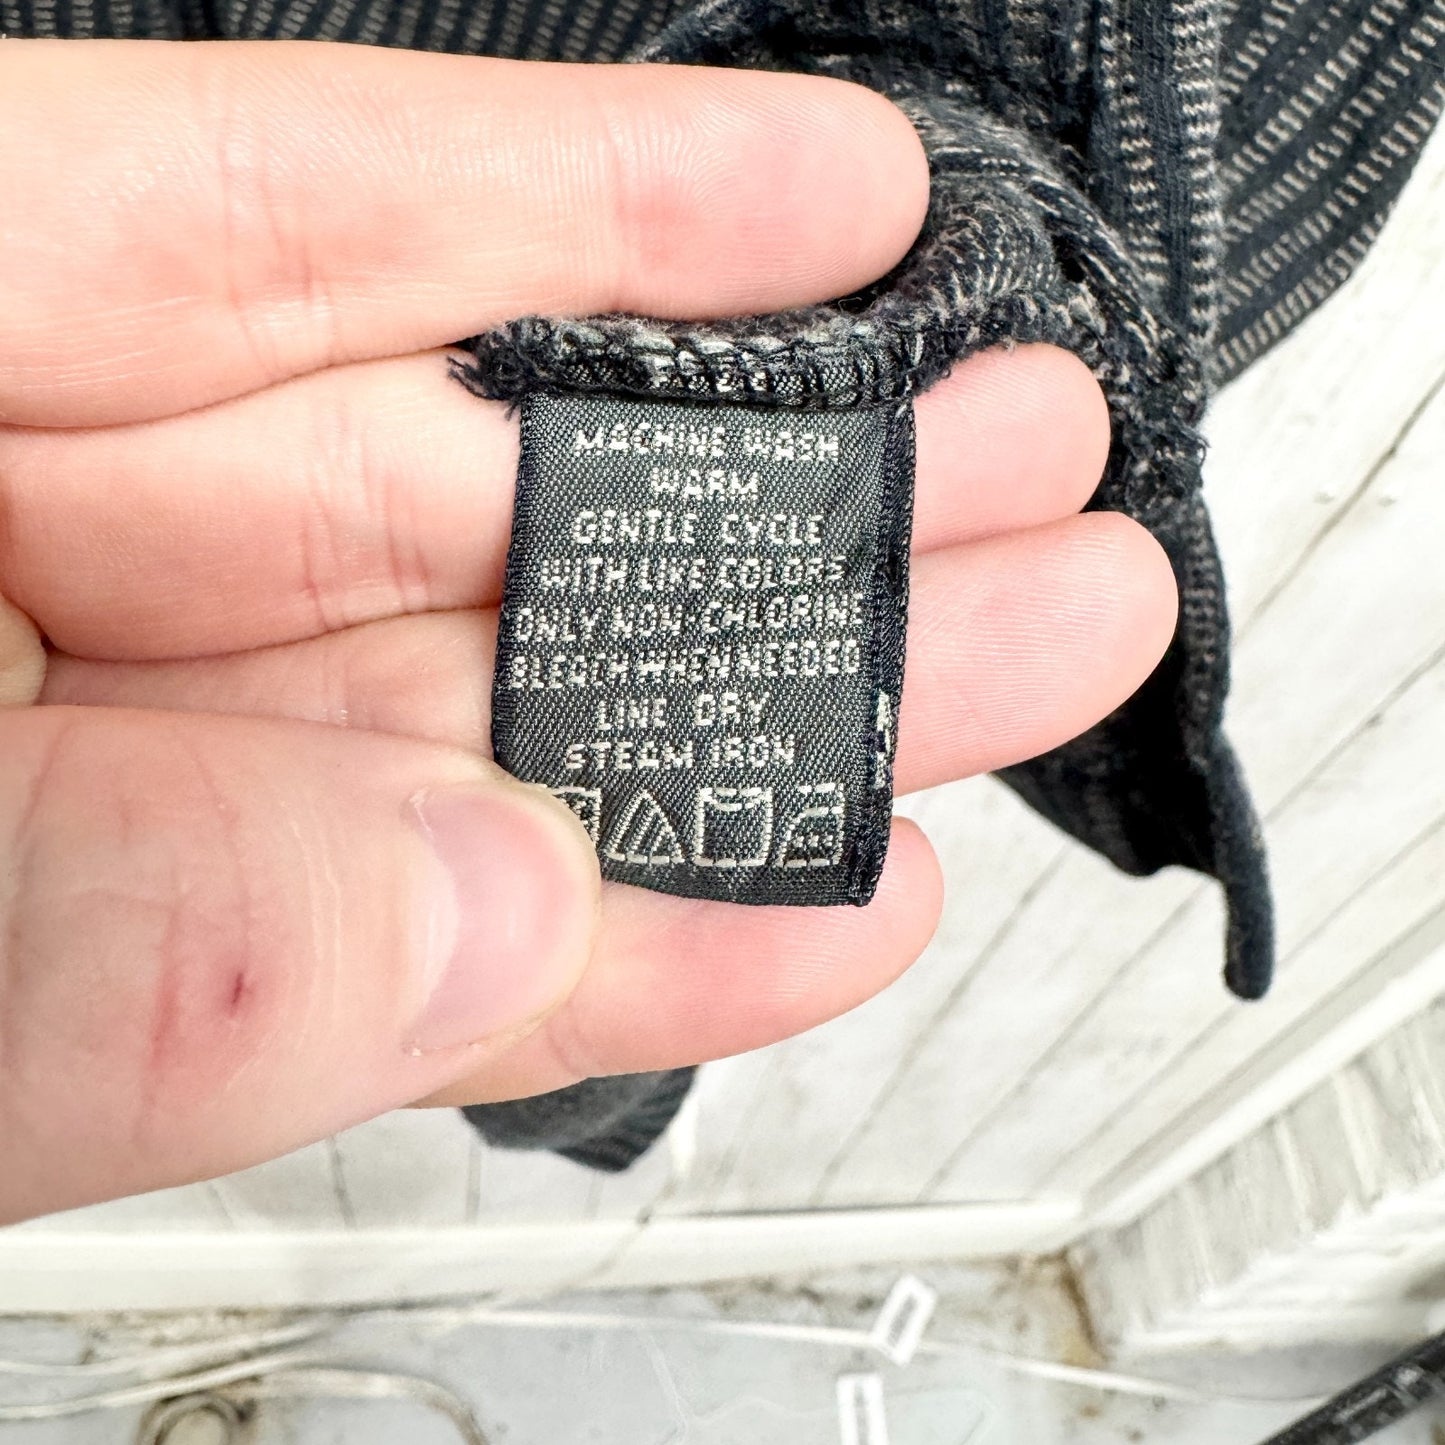 MACHINE WASH
WARM
GENTLE CYCLE
WITH LIKE COLORS
ONLY NON-CHLORINE
BLEACH WHEN NEEDED
LINE DRY
STEAM IRON